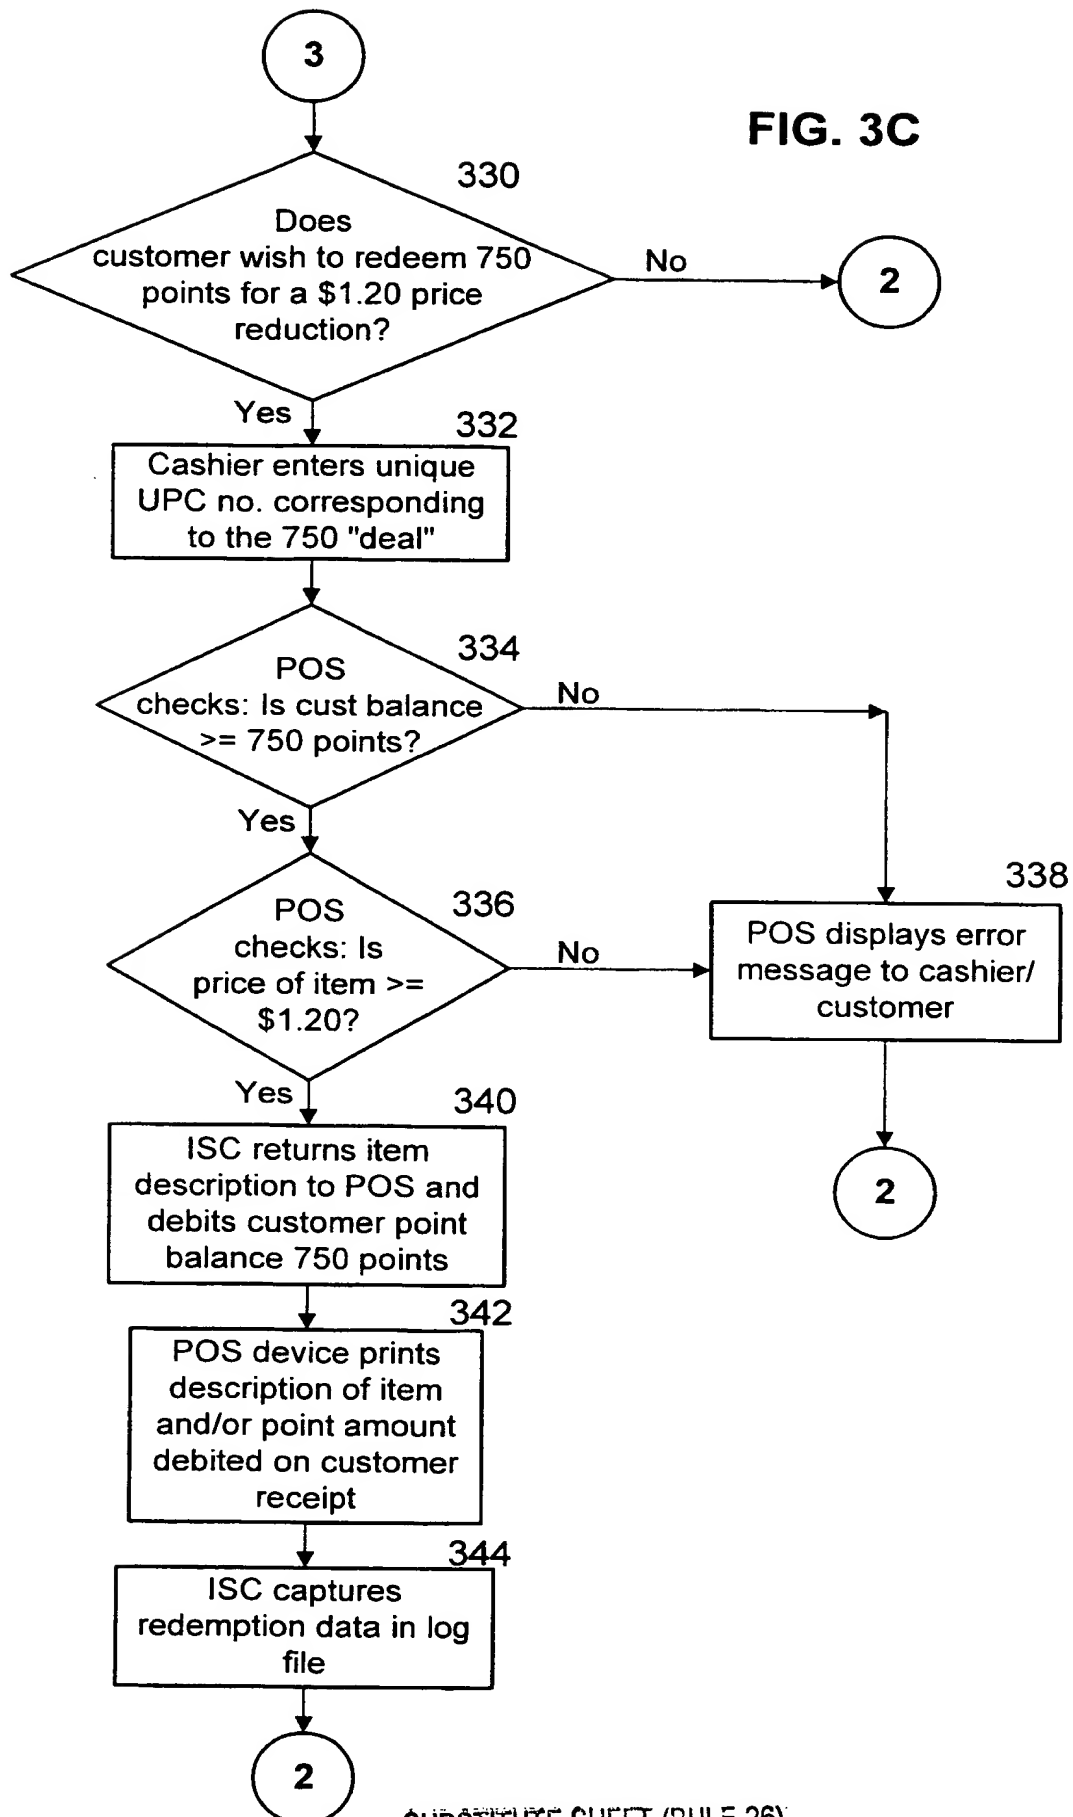 3
FIG. 3C
330
Does
customer wish to redeem 750
points for a $1.20 price
reduction?
No
2
Yes
332
Cashier enters unique
UPC no. corresponding
to the 750 "deal"
334
POS
checks: Is cust balance
>= 750 points?
No
Yes
336
POS
checks: Is
price of item >=
$1.20?
No
338
POS displays error
message to cashier/
customer
Yes
340
ISC returns item
description to POS and
debits customer point
balance 750 points
2
342
POS device prints
description of item
and/or point amount
debited on customer
receipt
344
ISC captures
redemption data in log
file
2
SUBSTITUTE SHEET (RULE 26)